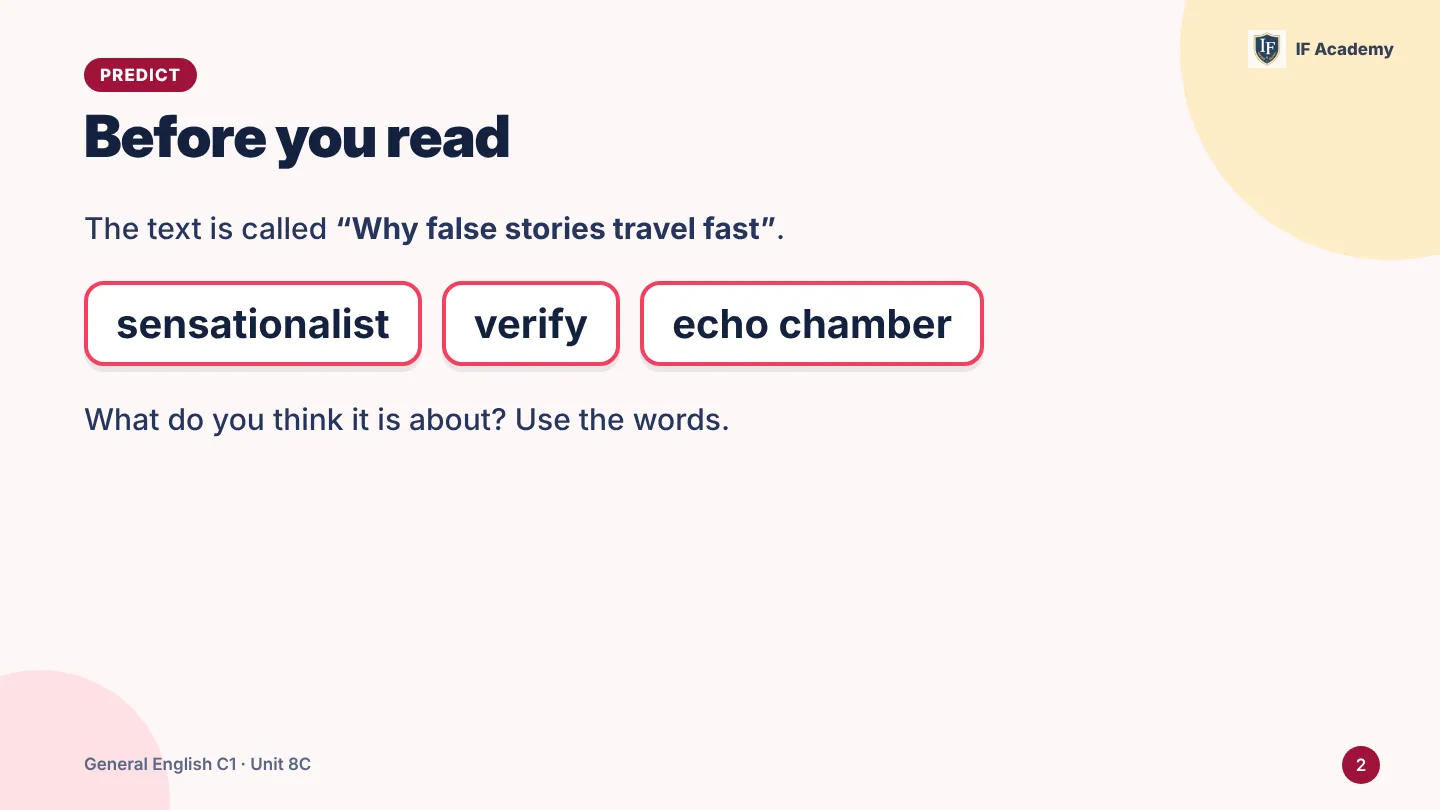 IF
IF Academy
PREDICT
Before you read
The text is called “Why false stories travel fast”.
sensationalist
verify
echo chamber
What do you think it is about? Use the words.
General English C1 · Unit 8C
2